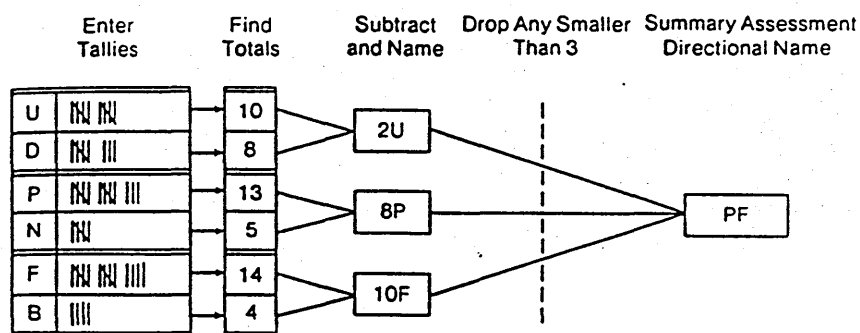 Enter Tallies
Find Totals
Subtract and Name
Drop Any Smaller Than 3
Summary Assessment Directional Name
U 10
D 8
2U
P 13
N 5
8P
PF
F 14
B 4
10F